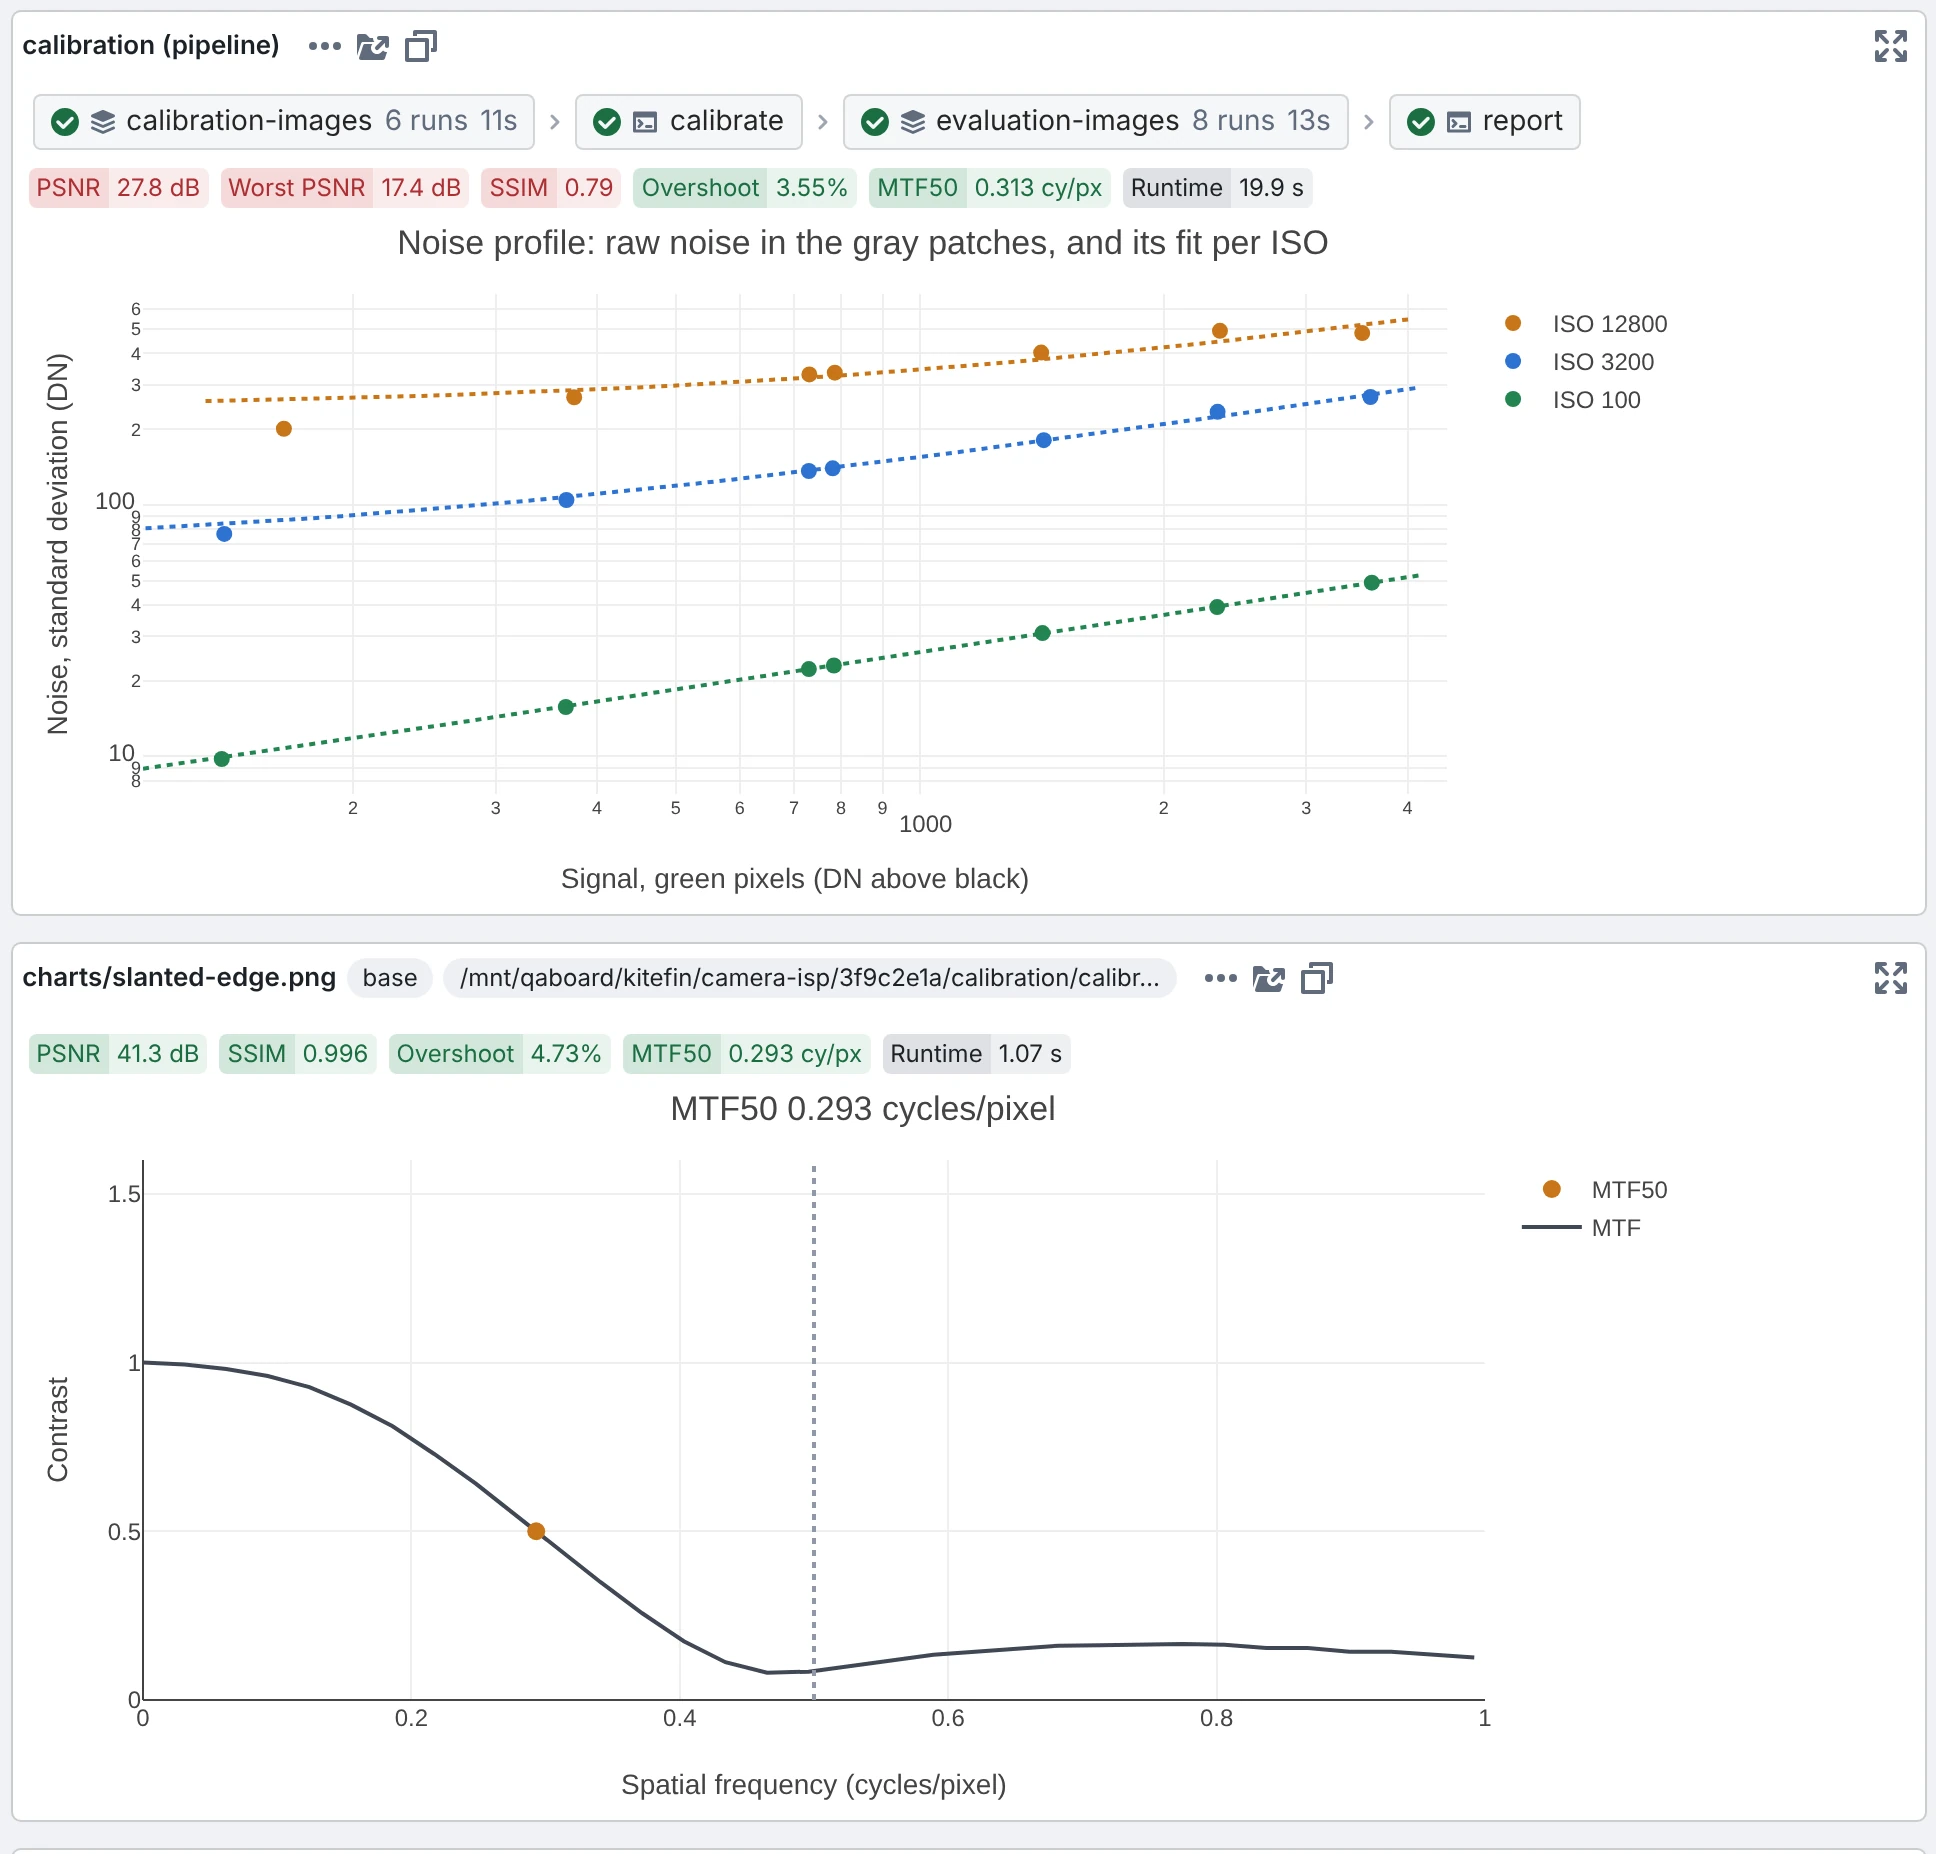 calibration (pipeline)
calibration-images 6 runs 11s > calibrate > evaluation-images 8 runs 13s > report
PSNR 27.8 dB Worst PSNR 17.4 dB SSIM 0.79 Overshoot 3.55% MTF50 0.313 cy/px Runtime 19.9 s
Noise profile: raw noise in the gray patches, and its fit per ISO
Noise, standard deviation (DN)
6
5
4
3
2
100
9
8
7
6
5
4
3
2
10
9
8
2 3 4 5 6 7 8 9 1000 2 3 4
Signal, green pixels (DN above black)
ISO 12800
ISO 3200
ISO 100
charts/slanted-edge.png base /mnt/qaboard/kitefin/camera-isp/3f9c2e1a/calibration/calibr...
PSNR 41.3 dB SSIM 0.996 Overshoot 4.73% MTF50 0.293 cy/px Runtime 1.07 s
MTF50 0.293 cycles/pixel
Contrast
1.5
1
0.5
0
0 0.2 0.4 0.6 0.8 1
Spatial frequency (cycles/pixel)
MTF50
MTF